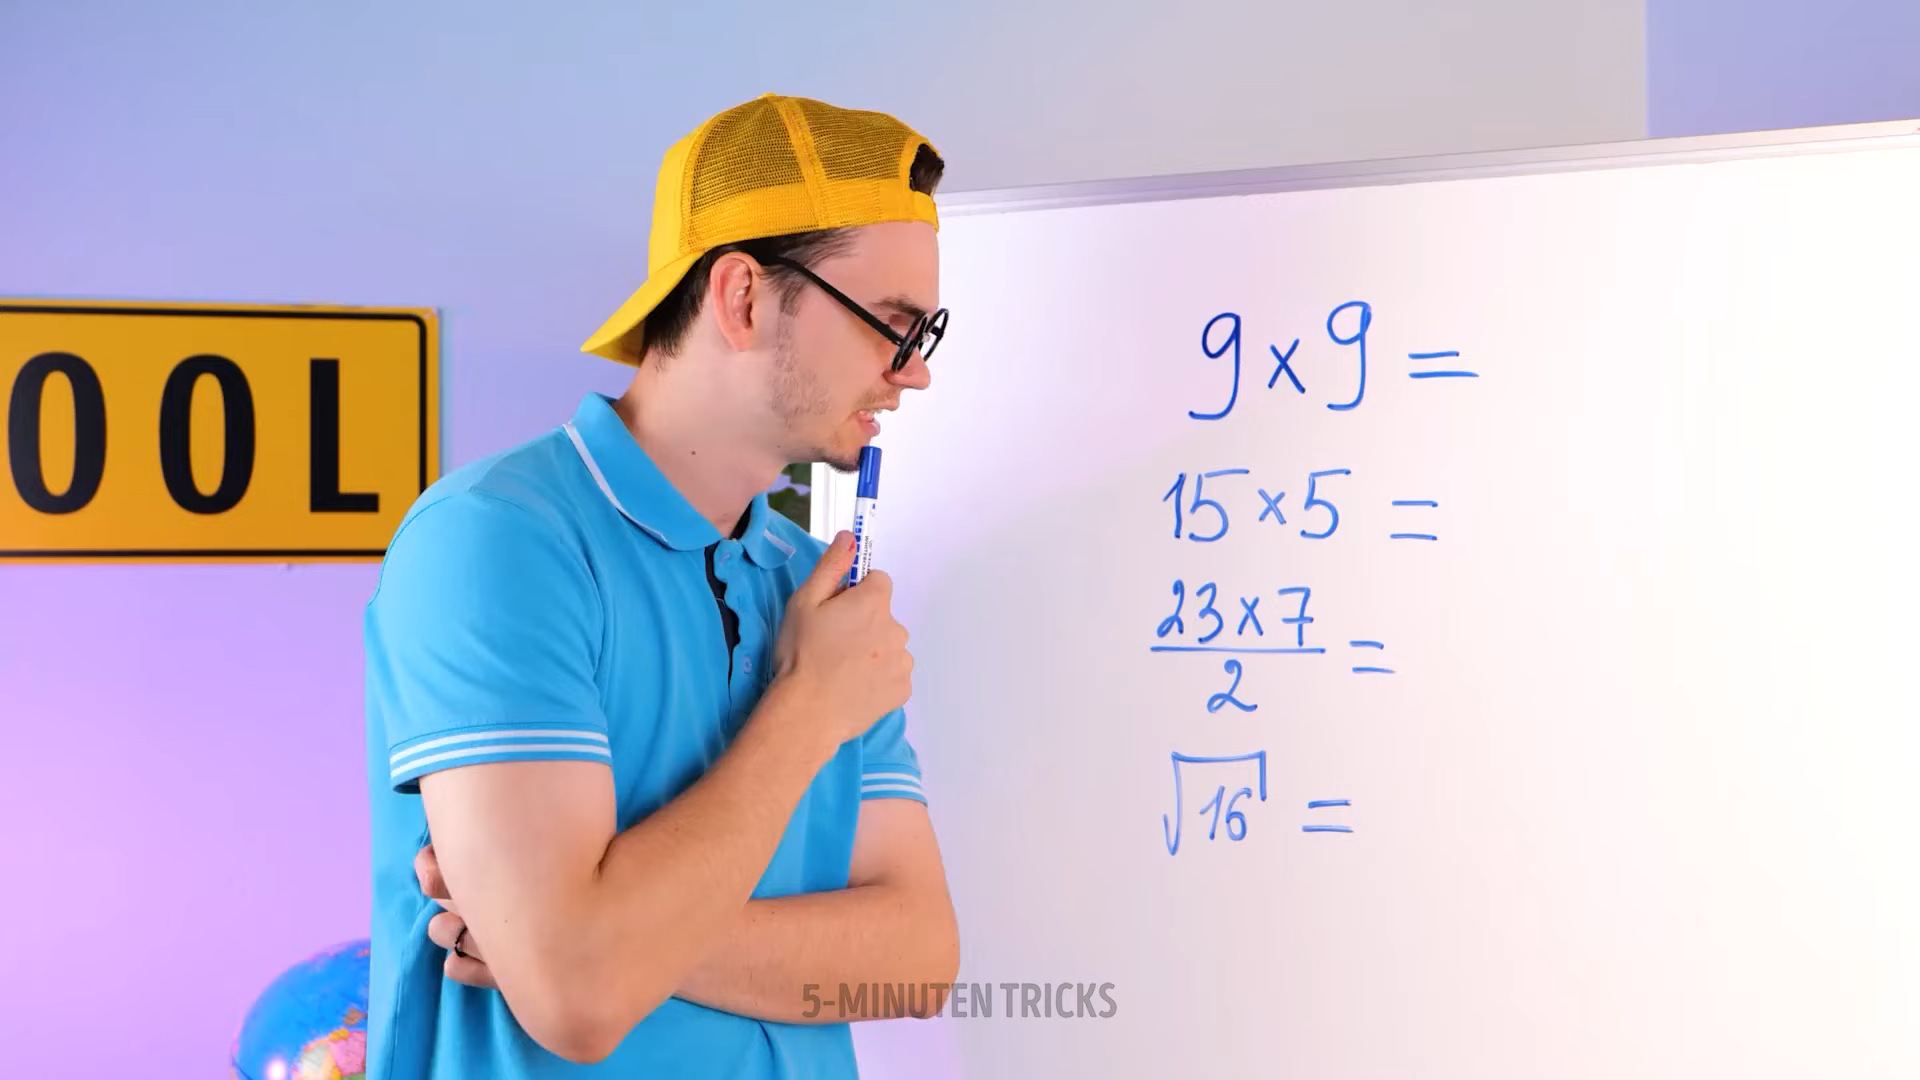 OOL
9 x 9 =
15 x 5 =
23 x 7
2
=
√16 =
5-MINUTEN TRICKS